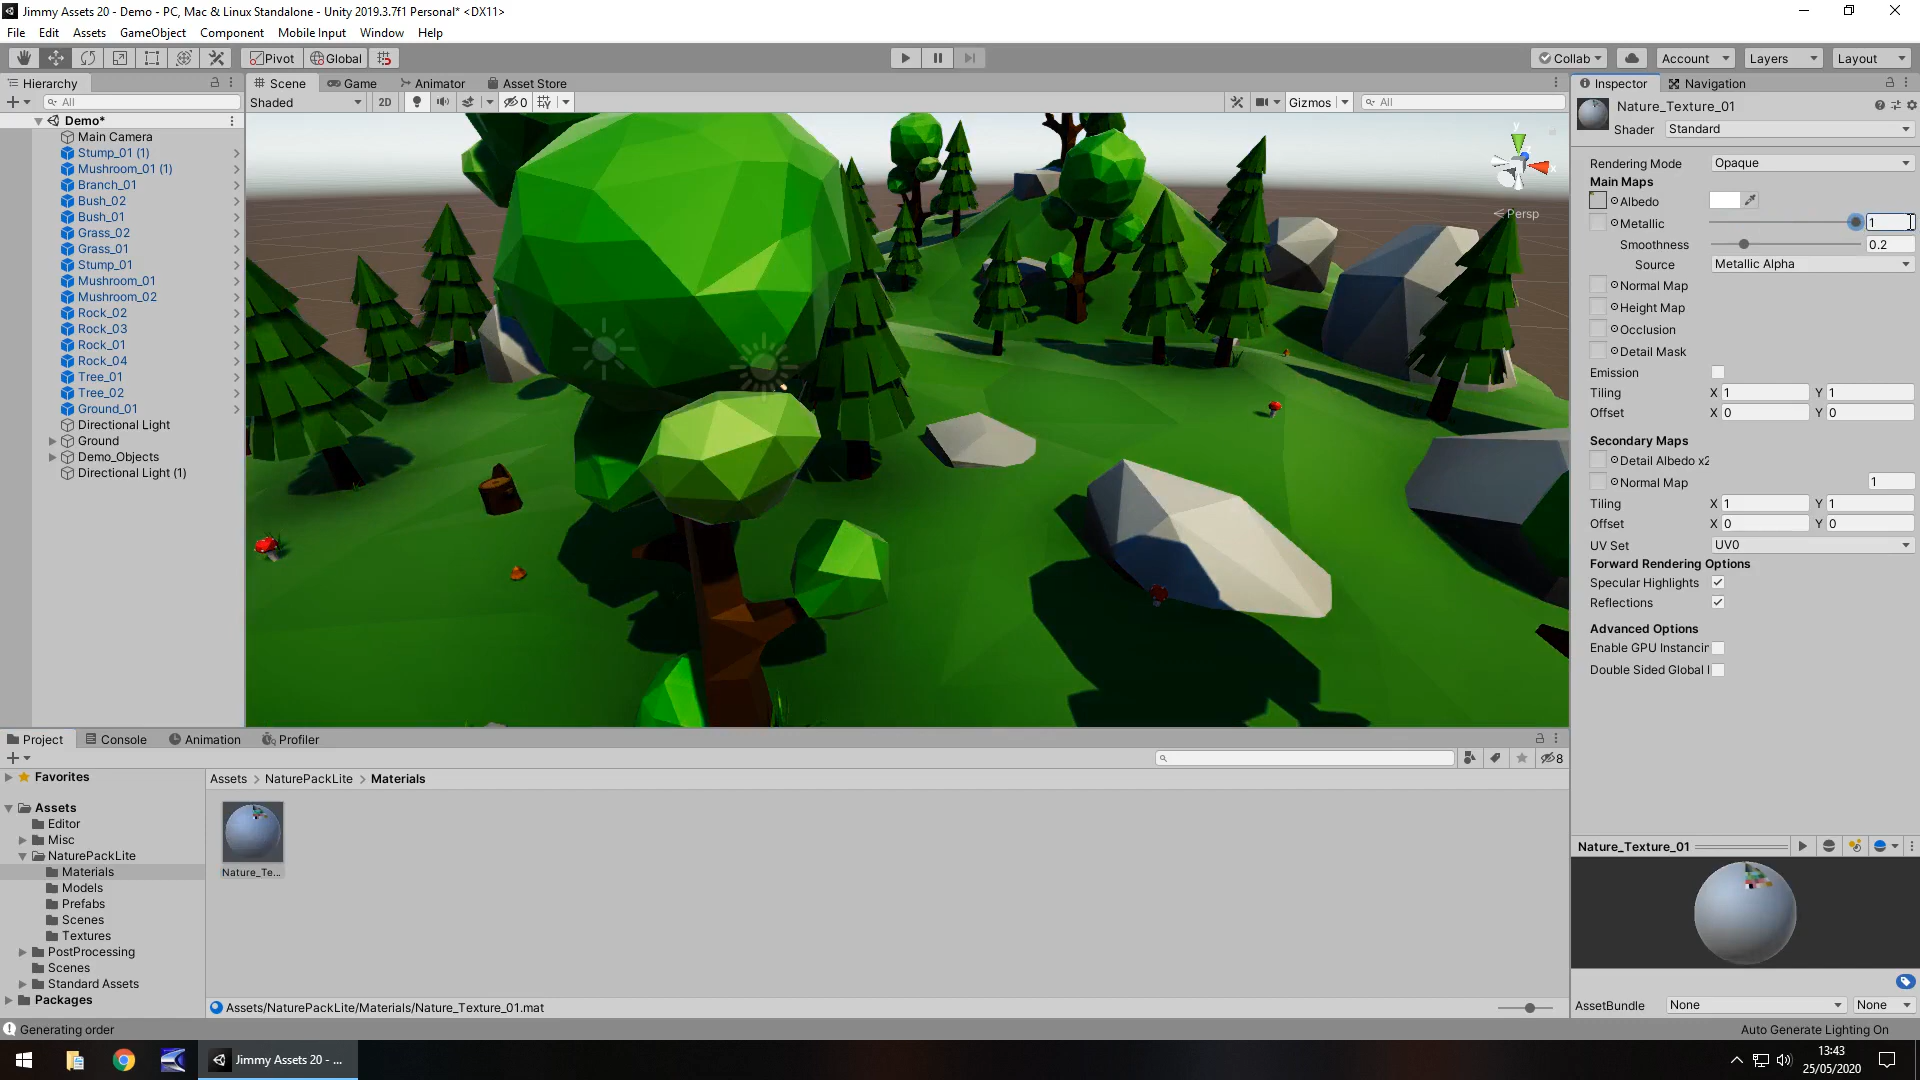 Jimmy Assets 20 - Demo - PC, Mac & Linux Standalone - Unity 2019.3.7f1 Personal* <DX11>
File Edit Assets GameObject Component Mobile Input Window Help
Pivot Global Collab Account Layers Layout
Hierarchy
All
Demo*
Main Camera
Stump_01 (1)
Mushroom_01 (1)
Branch_01
Bush_02
Bush_01
Grass_02
Grass_01
Stump_01
Mushroom_01
Mushroom_02
Rock_02
Rock_03
Rock_01
Rock_04
Tree_01
Tree_02
Ground_01
Directional Light
Ground
Demo_Objects
Directional Light (1)
Scene Game Animator Asset Store
Shaded 2D 0 Gizmos All
y
x
Persp
Inspector Navigation
Nature_Texture_01
Shader Standard
Rendering Mode Opaque
Main Maps
Albedo
Metallic 1
Smoothness 0.2
Source Metallic Alpha
Normal Map
Height Map
Occlusion
Detail Mask
Emission
Tiling X 1 Y 1
Offset X 0 Y 0
Secondary Maps
Detail Albedo x2
Normal Map 1
Tiling X 1 Y 1
Offset X 0 Y 0
UV Set UV0
Forward Rendering Options
Specular Highlights
Reflections
Advanced Options
Enable GPU Instancin
Double Sided Global I
Nature_Texture_01
AssetBundle None None
Project Console Animation Profiler
8
Favorites
Assets
Editor
Misc
NaturePackLite
Materials
Models
Prefabs
Scenes
Textures
PostProcessing
Scenes
Standard Assets
Packages
Assets > NaturePackLite > Materials
Nature_Te...
Assets/NaturePackLite/Materials/Nature_Texture_01.mat
Generating order
Auto Generate Lighting On
Jimmy Assets 20 - ...
13:43
25/05/2020